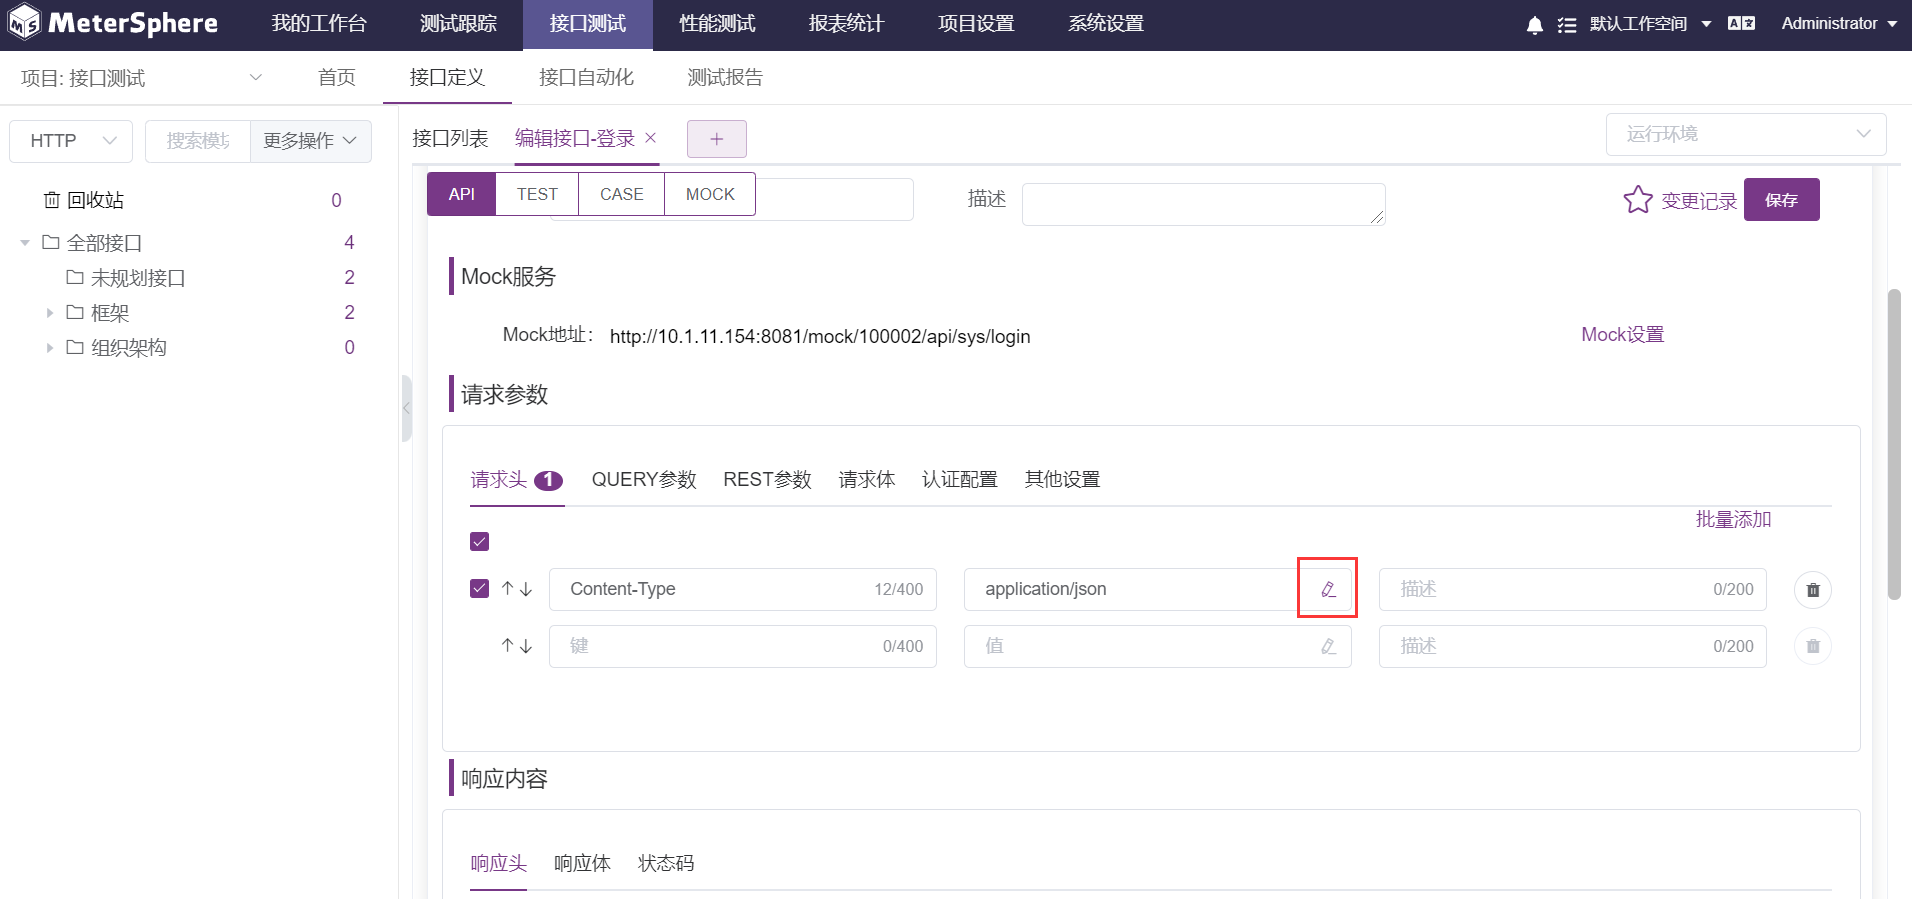 MeterSphere 我的工作台 测试跟踪 接口测试 性能测试 报表统计 项目设置 系统设置 默认工作空间 Administrator
项目: 接口测试 首页 接口定义 接口自动化 测试报告
HTTP 搜索模块 更多操作 接口列表 编辑接口-登录 运行环境
回收站 0
全部接口 4
未规划接口 2
框架 2
组织架构 0
API TEST CASE MOCK 描述 变更记录 保存
Mock服务
Mock地址: http://10.1.11.154:8081/mock/100002/api/sys/login Mock设置
请求参数
请求头 1 QUERY参数 REST参数 请求体 认证配置 其他设置
批量添加
Content-Type 12/400 application/json 描述 0/200
键 0/400 值 描述 0/200
响应内容
响应头 响应体 状态码